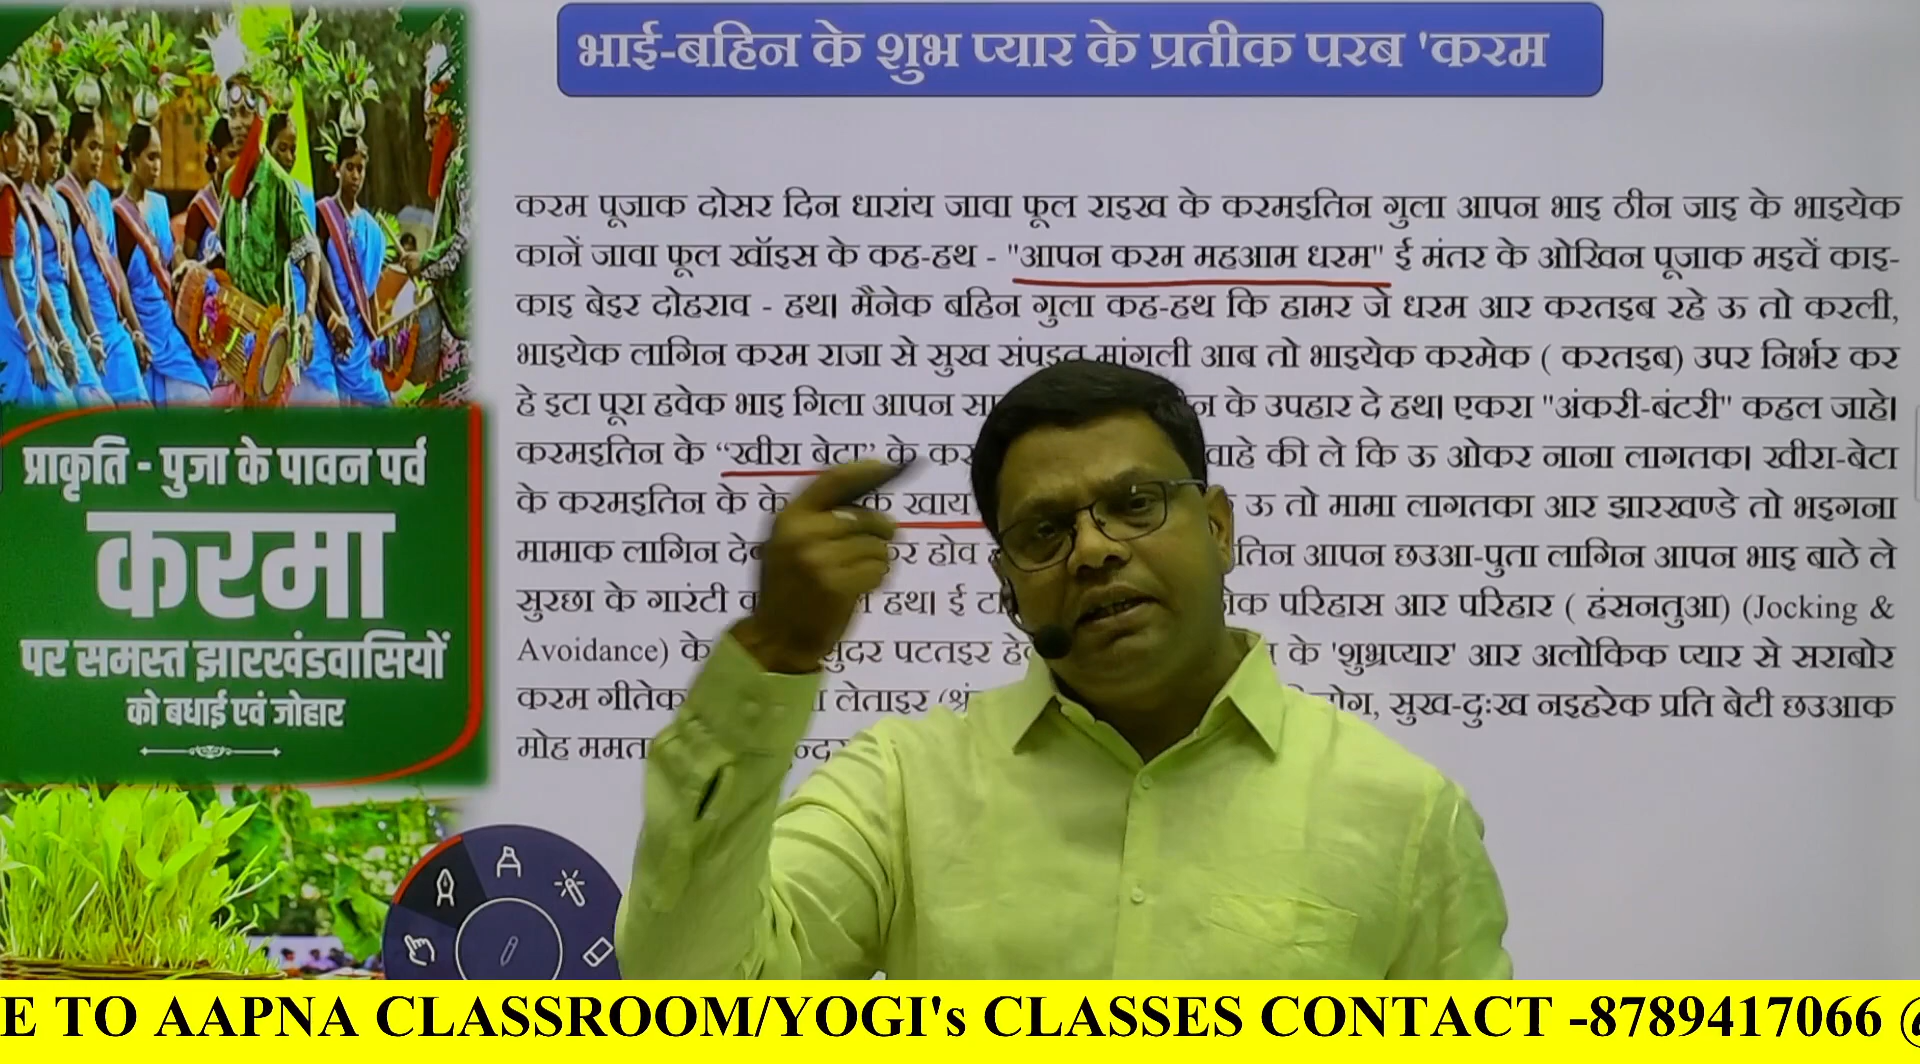 भाई-बहिन के शुभ प्यार के प्रतीक परब 'करम
करम पूजाक दोसर दिन धारांय जावा फूल राइख के करमइतिन गुला आपन भाइ ठीन जाइ के भाइयेक
कानें जावा फूल खॉइस के कह-हथ - "आपन करम महआम धरम" ई मंतर के ओखिन पूजाक मइचें काइ-
काइ बेइर दोहराव - हथ। मैनेक बहिन गुला कह-हथ कि हामर जे धरम आर करतइब रहे ऊ तो करली,
भाइयेक लागिन करम राजा से सुख संपइत मांगली आब तो भाइयेक करमेक ( करतइब) उपर निर्भर कर
हे इटा पूरा हवेक भाइ गिला आपन के उपहार दे हथ। एकरा "अंकरी-बंटरी" कहल जाहे।
करमइतिन के “खीरा बेटा” के की ले कि ऊ ओकर नाना लागतक। खीरा-बेटा
के करमइतिन के खाय ऊ तो मामा लागतका आर झारखण्डे तो भइगना
मामाक लागिन होव आपन छउआ-पुता लागिन आपन भाइ बाठे ले
सुरछा के गारंटी हथ। ई परिहास आर परिहार ( हंसनतुआ) (Jocking &
Avoidance) के पटतइर के 'शुभ्रप्यार' आर अलोकिक प्यार से सराबोर
करम गीतेक लेताइर सुख-दुःख नइहरेक प्रति बेटी छउआक
मोह
प्राकृति - पुजा के पावन पर्व
करमा
पर समस्त झारखंडवासियों
को बधाई एवं जोहार
E TO AAPNA CLASSROOM/YOGI's CLASSES CONTACT -8789417066 @